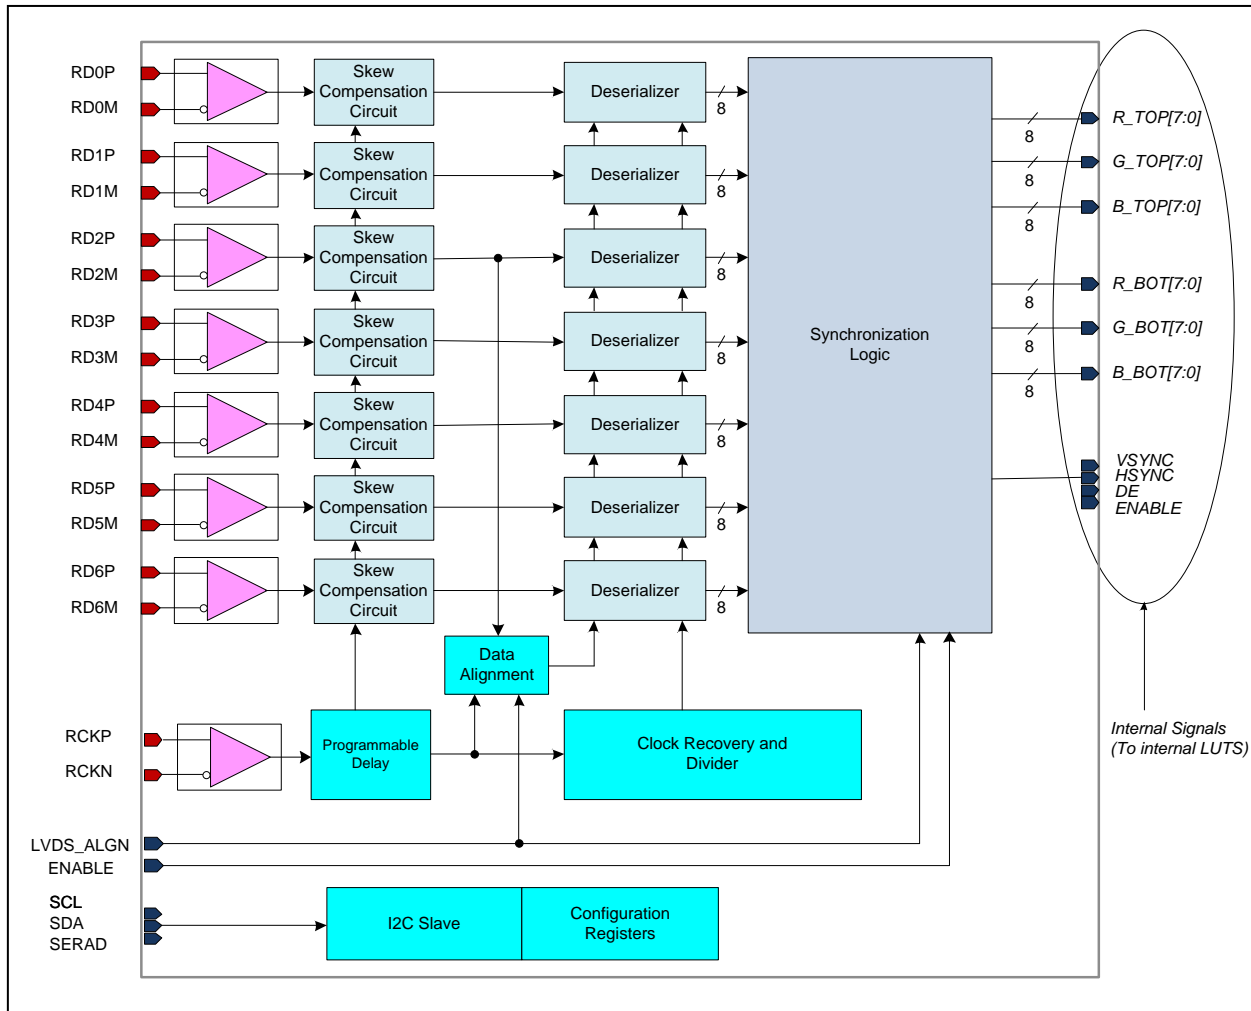 RD0P
RD0M
Skew
Compensation
Circuit
Deserializer
8
RD1P
RD1M
Skew
Compensation
Circuit
Deserializer
8
RD2P
RD2M
Skew
Compensation
Circuit
Deserializer
8
RD3P
RD3M
Skew
Compensation
Circuit
Deserializer
8
RD4P
RD4M
Skew
Compensation
Circuit
Deserializer
8
RD5P
RD5M
Skew
Compensation
Circuit
Deserializer
8
RD6P
RD6M
Skew
Compensation
Circuit
Deserializer
8
Synchronization
Logic
8
R_TOP[7:0]
8
G_TOP[7:0]
8
B_TOP[7:0]
8
R_BOT[7:0]
8
G_BOT[7:0]
8
B_BOT[7:0]
VSYNC
HSYNC
DE
ENABLE
Data
Alignment
RCKP
RCKN
Programmable
Delay
Clock Recovery and
Divider
Internal Signals
(To internal LUTS)
LVDS_ALGN
ENABLE
SCL
SDA
SERAD
I2C Slave
Configuration
Registers